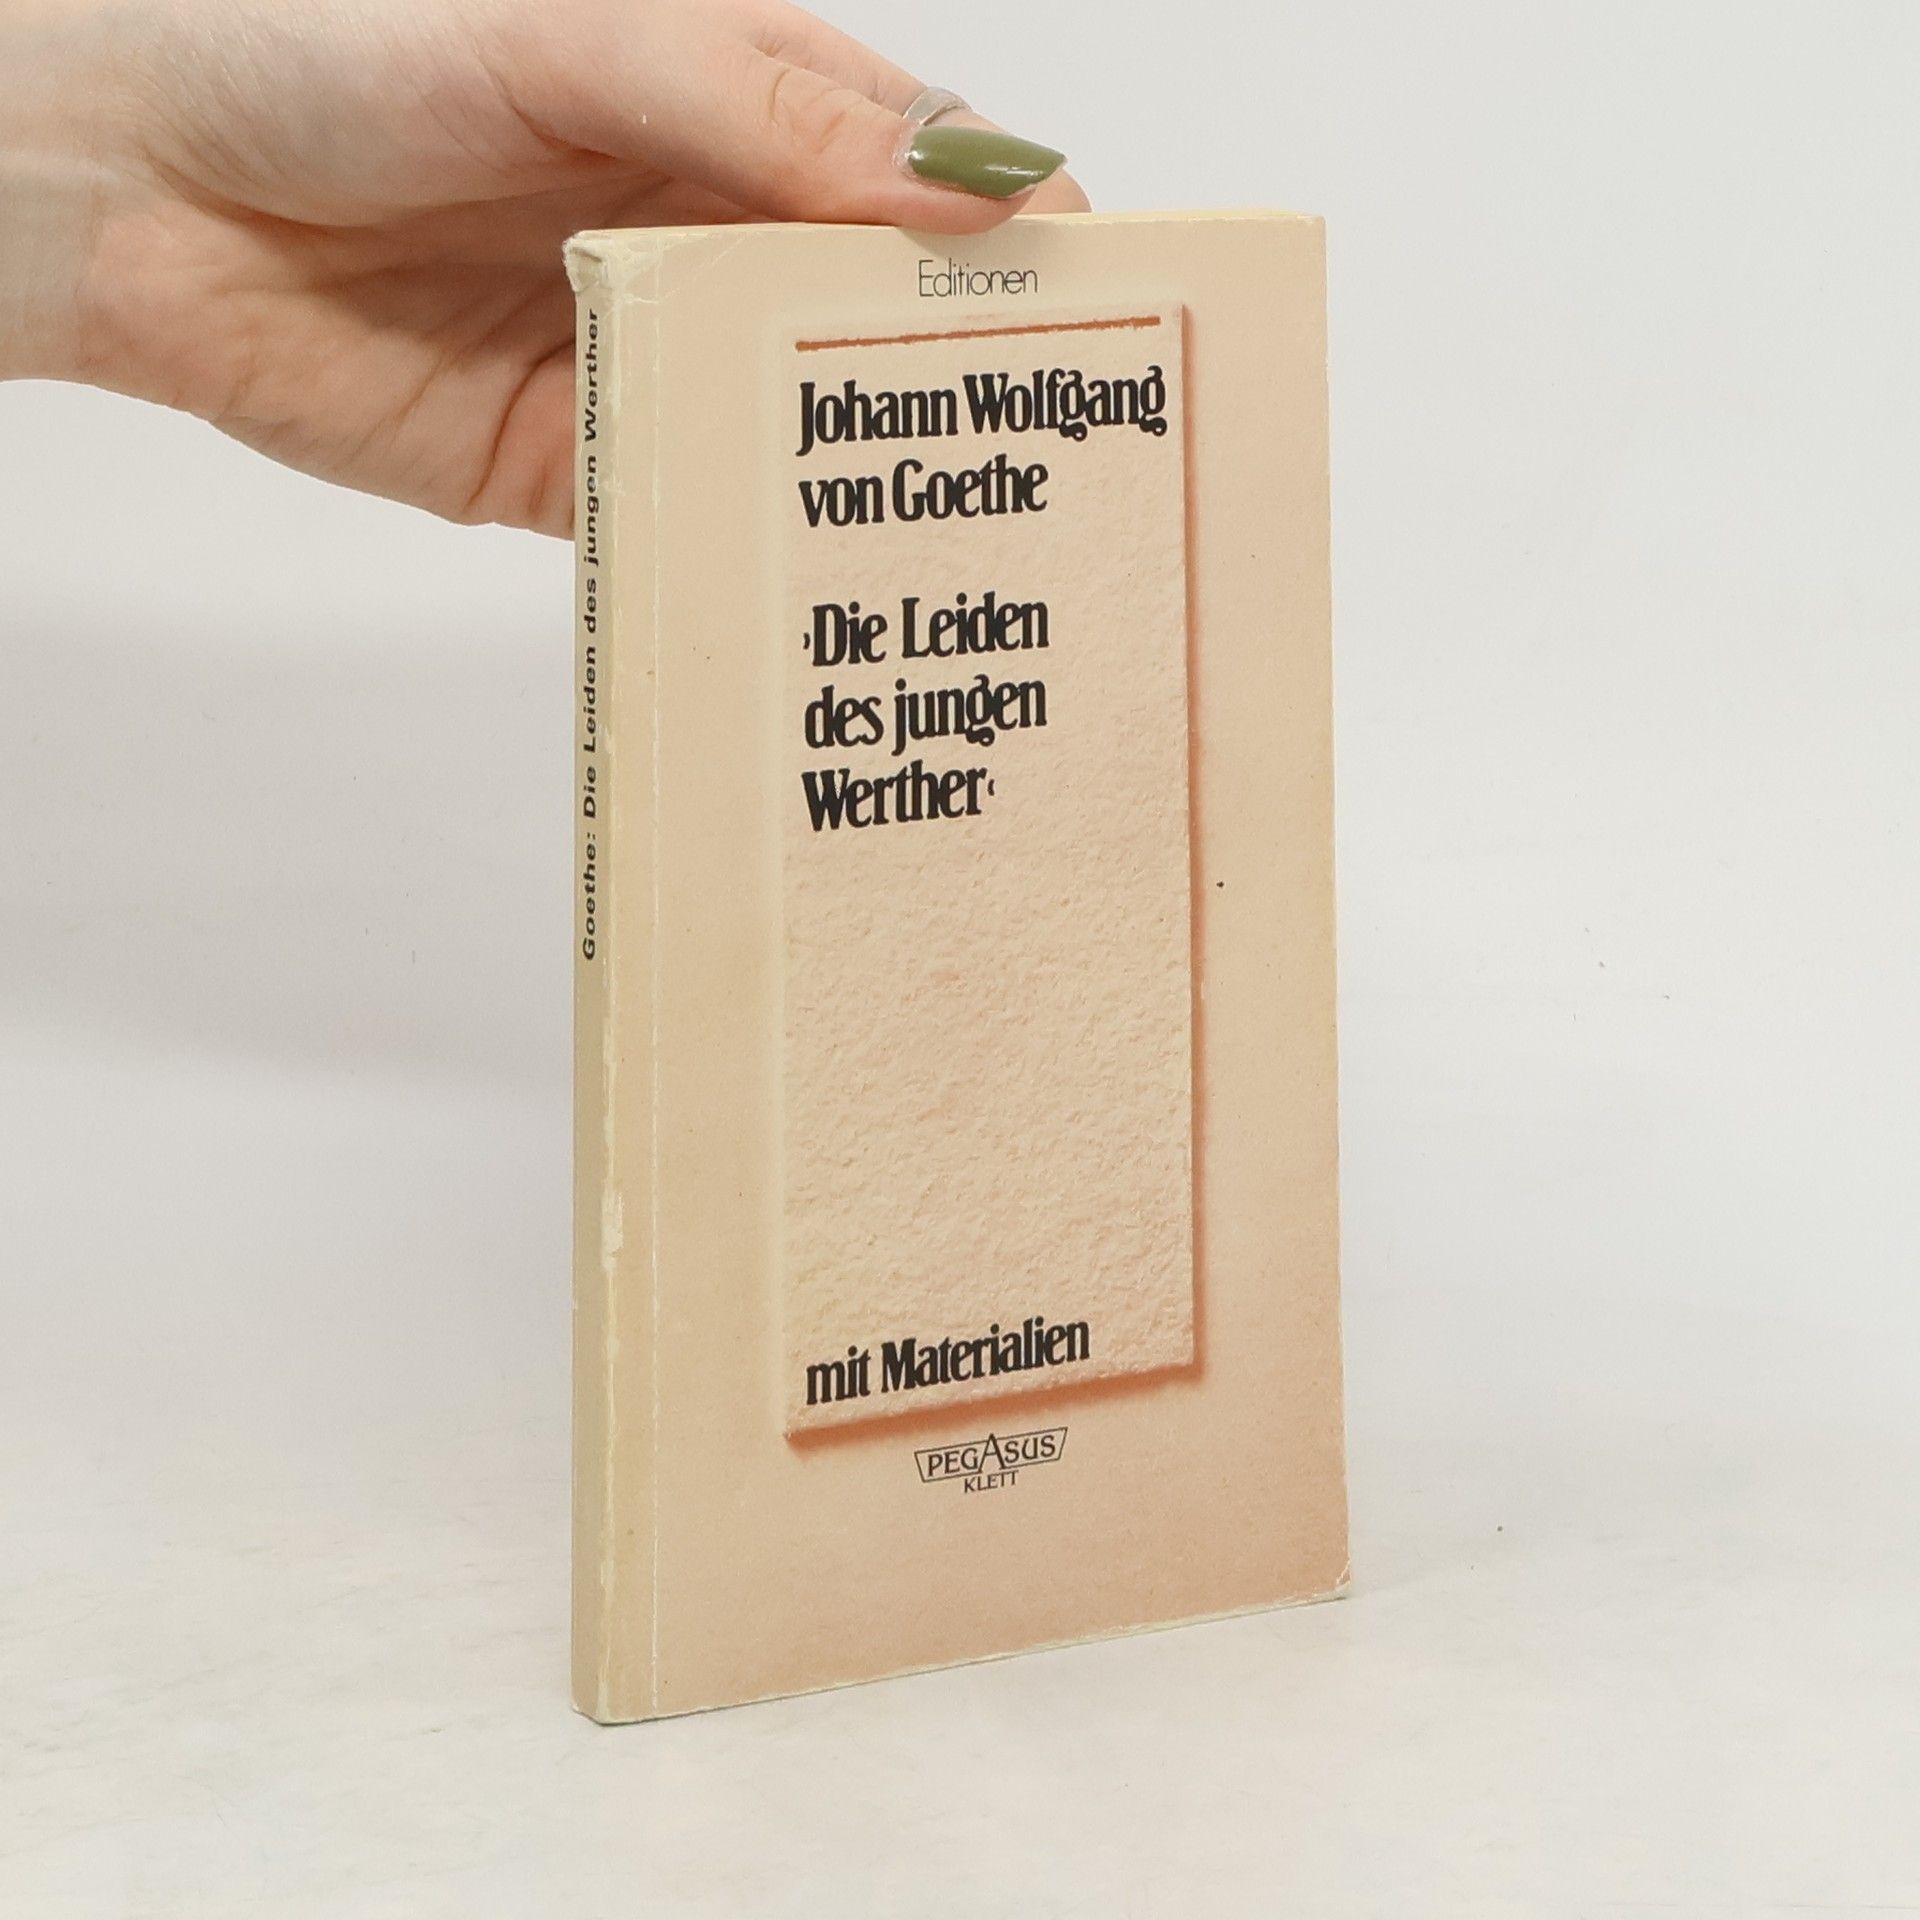 Editionen
Johann Wolfgang
von Goethe
›Die Leiden
des jungen
Werther‹
mit Materialien
PEGASUS
KLETT
Goethe: Die Leiden des jungen Werther